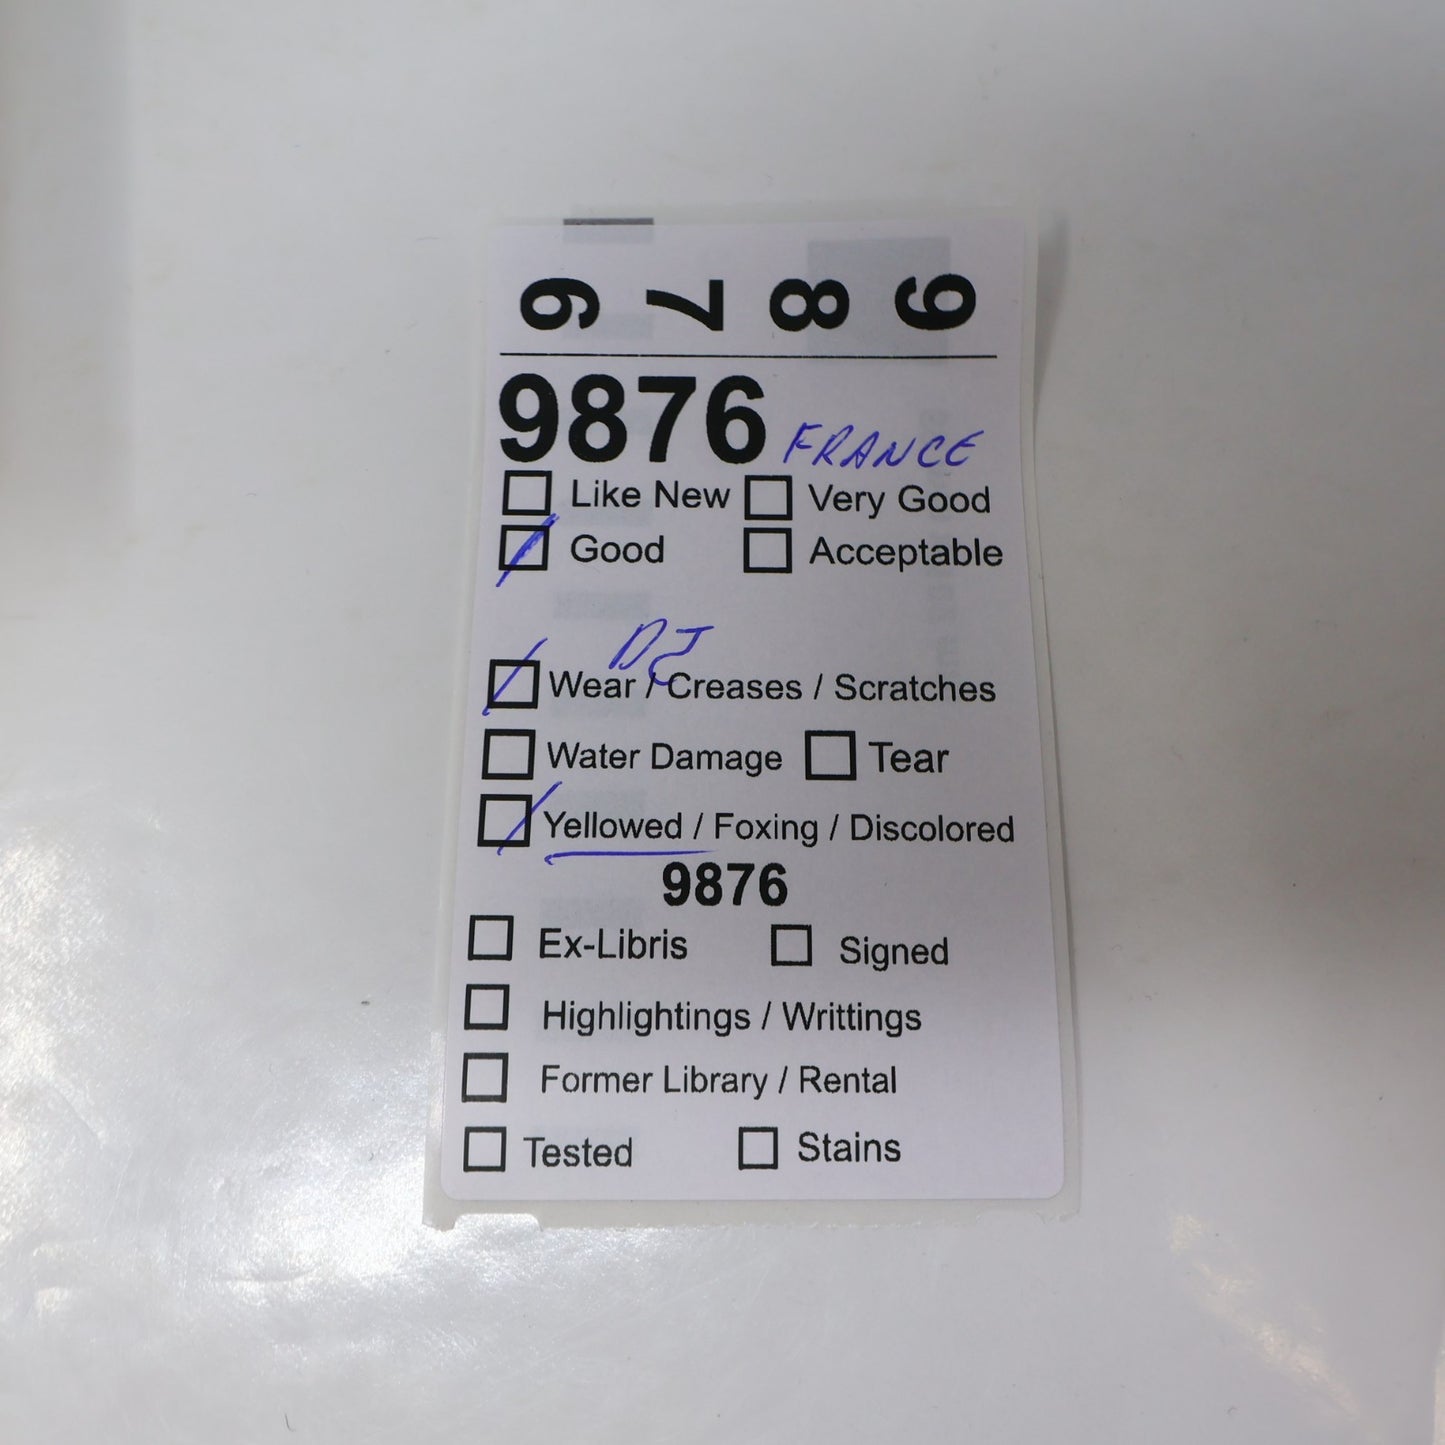 9876
9876 FRANCE
Like New Very Good
Good Acceptable
DJ
Wear / Creases / Scratches
Water Damage Tear
Yellowed / Foxing / Discolored
9876
Ex-Libris Signed
Highlightings / Writtings
Former Library / Rental
Tested Stains